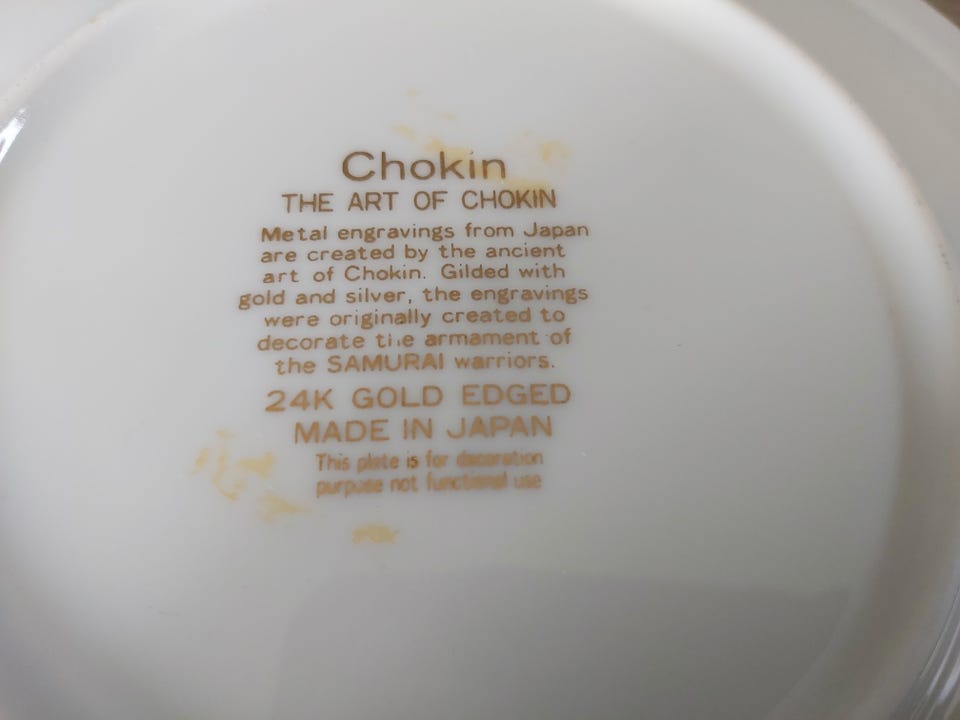 Chokin
THE ART OF CHOKIN
Metal engravings from Japan
are created by the ancient
art of Chokin. Gilded with
gold and silver, the engravings
were originally created to
decorate the armament of
the SAMURAI warriors.
24K GOLD EDGED
MADE IN JAPAN
This plate is for decoration
purpose not functional use